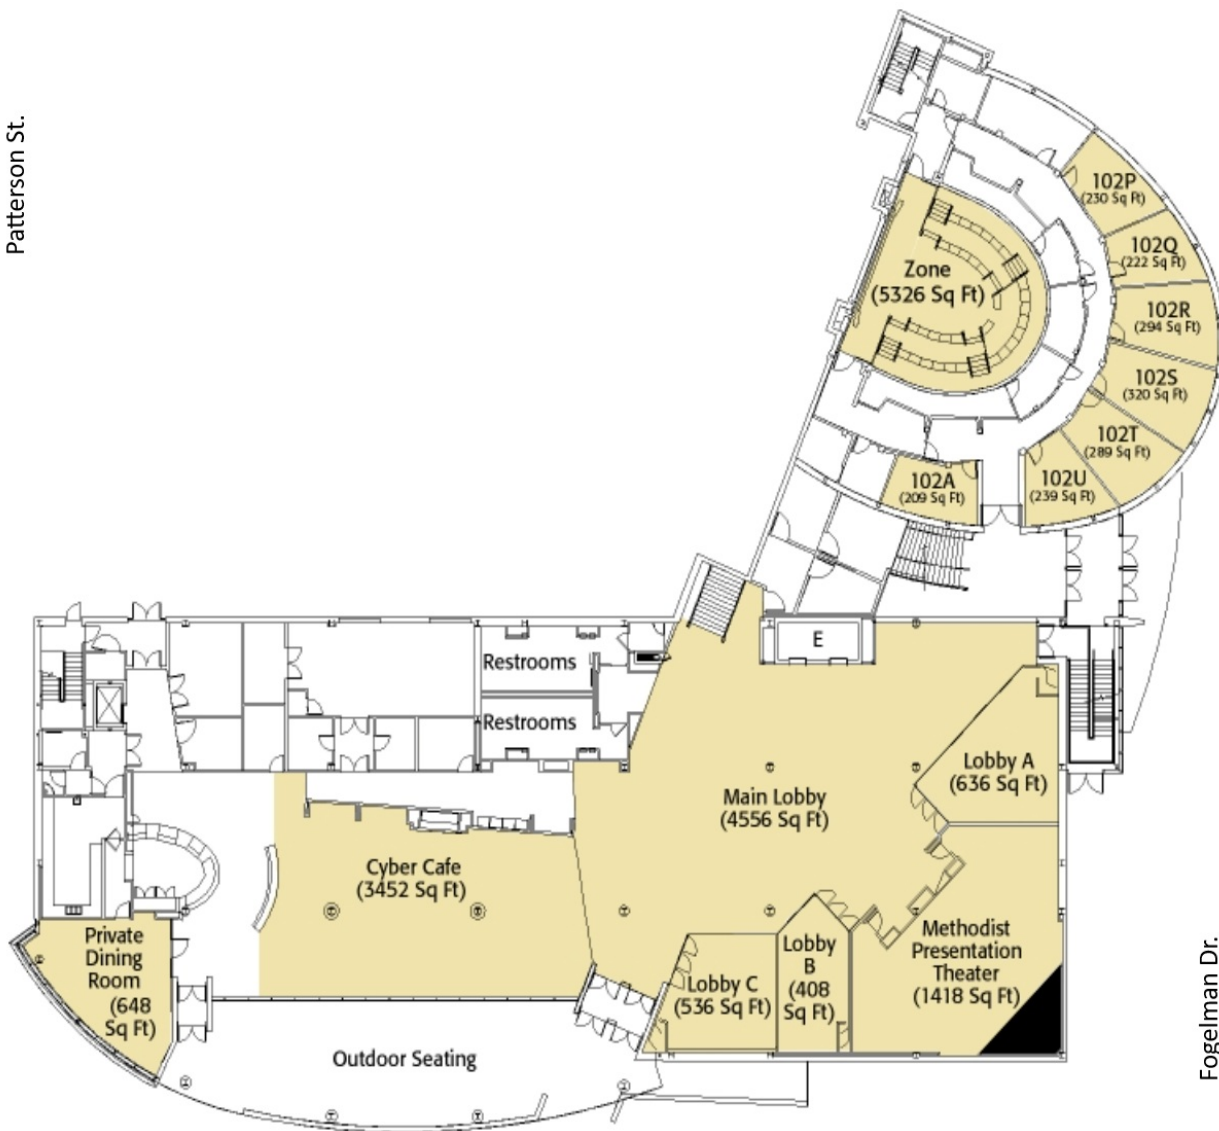 Patterson St.
102P
(230 Sq Ft)
102Q
(222 Sq Ft)
Zone
(5326 Sq Ft)
102R
(294 Sq Ft)
102S
(320 Sq Ft)
102T
(289 Sq Ft)
102A
(209 Sq Ft)
102U
(239 Sq Ft)
E
Restrooms
Restrooms
Lobby A
(636 Sq Ft)
Main Lobby
(4556 Sq Ft)
Cyber Cafe
(3452 Sq Ft)
Private
Dining
Room
(648
Sq Ft)
Lobby C
(536 Sq Ft)
Lobby
B
(408
Sq Ft)
Methodist
Presentation
Theater
(1418 Sq Ft)
Outdoor Seating
Fogelman Dr.